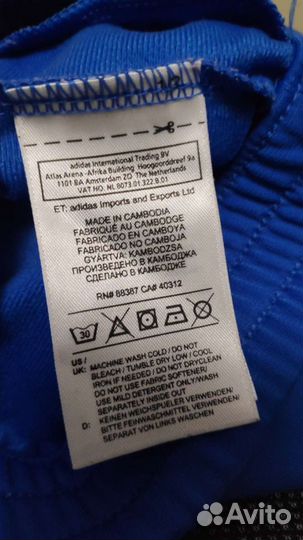 adidas International Trading BV
Atlas Arena -Afrika Building Hoogoorddreef 9a
1101 BA Amsterdam ZO The Netherlands
VAT NO. NL 8073.01.322.B.01
ET: adidas Imports and Exports Ltd
MADE IN CAMBODIA
FABRIQUÉ AU CAMBODGE
FABRICADO EN CAMBOYA
FABRICADO NO CAMBOJA
GYÁRTVA: KAMBODZSA
ПРОИЗВЕДЕНО В КАМБОДЖА
СДЕЛАНО В КАМБОДЖЕ
RN# 88387 CA# 40312
30
US /
UK: MACHINE WASH COLD / DO NOT
BLEACH / TUMBLE DRY LOW / COOL
IRON IF NEEDED / DO NOT DRYCLEAN
DO NOT USE FABRIC SOFTENER/
USE MILD DETERGENT ONLY/WASH
SEPARATELY INSIDE OUT
D: KEINEN WEICHSPUELER VERWENDEN/
BITTE FEINWASCHMITTEL VERWENDEN/
SEPARAT VON LINKS WASCHEN
Avito